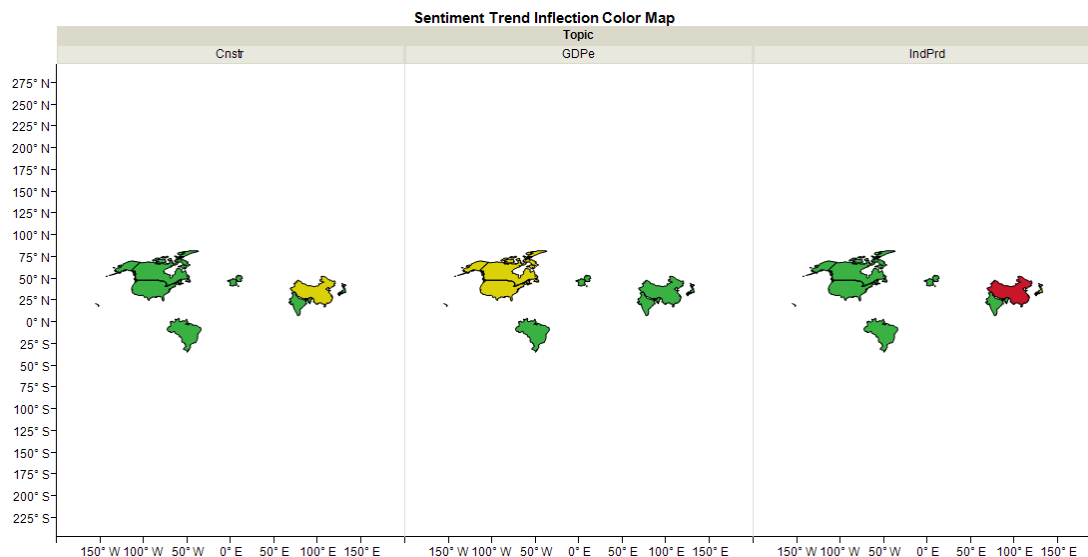 Sentiment Trend Inflection Color Map
Topic
Cnstr GDPe IndPrd
275° N
250° N
225° N
200° N
175° N
150° N
125° N
100° N
75° N
50° N
25° N
0° N
25° S
50° S
75° S
100° S
125° S
150° S
175° S
200° S
225° S
150° W 100° W 50° W 0° E 50° E 100° E 150° E 150° W 100° W 50° W 0° E 50° E 100° E 150° E 150° W 100° W 50° W 0° E 50° E 100° E 150° E